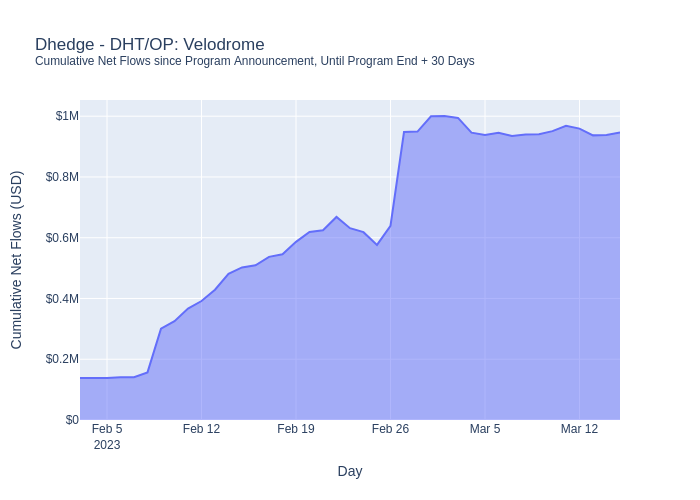 Dhedge - DHT/OP: Velodrome
Cumulative Net Flows since Program Announcement, Until Program End + 30 Days
Cumulative Net Flows (USD)
$1M
$0.8M
$0.6M
$0.4M
$0.2M
$0
Feb 5
2023
Feb 12
Feb 19
Feb 26
Mar 5
Mar 12
Day